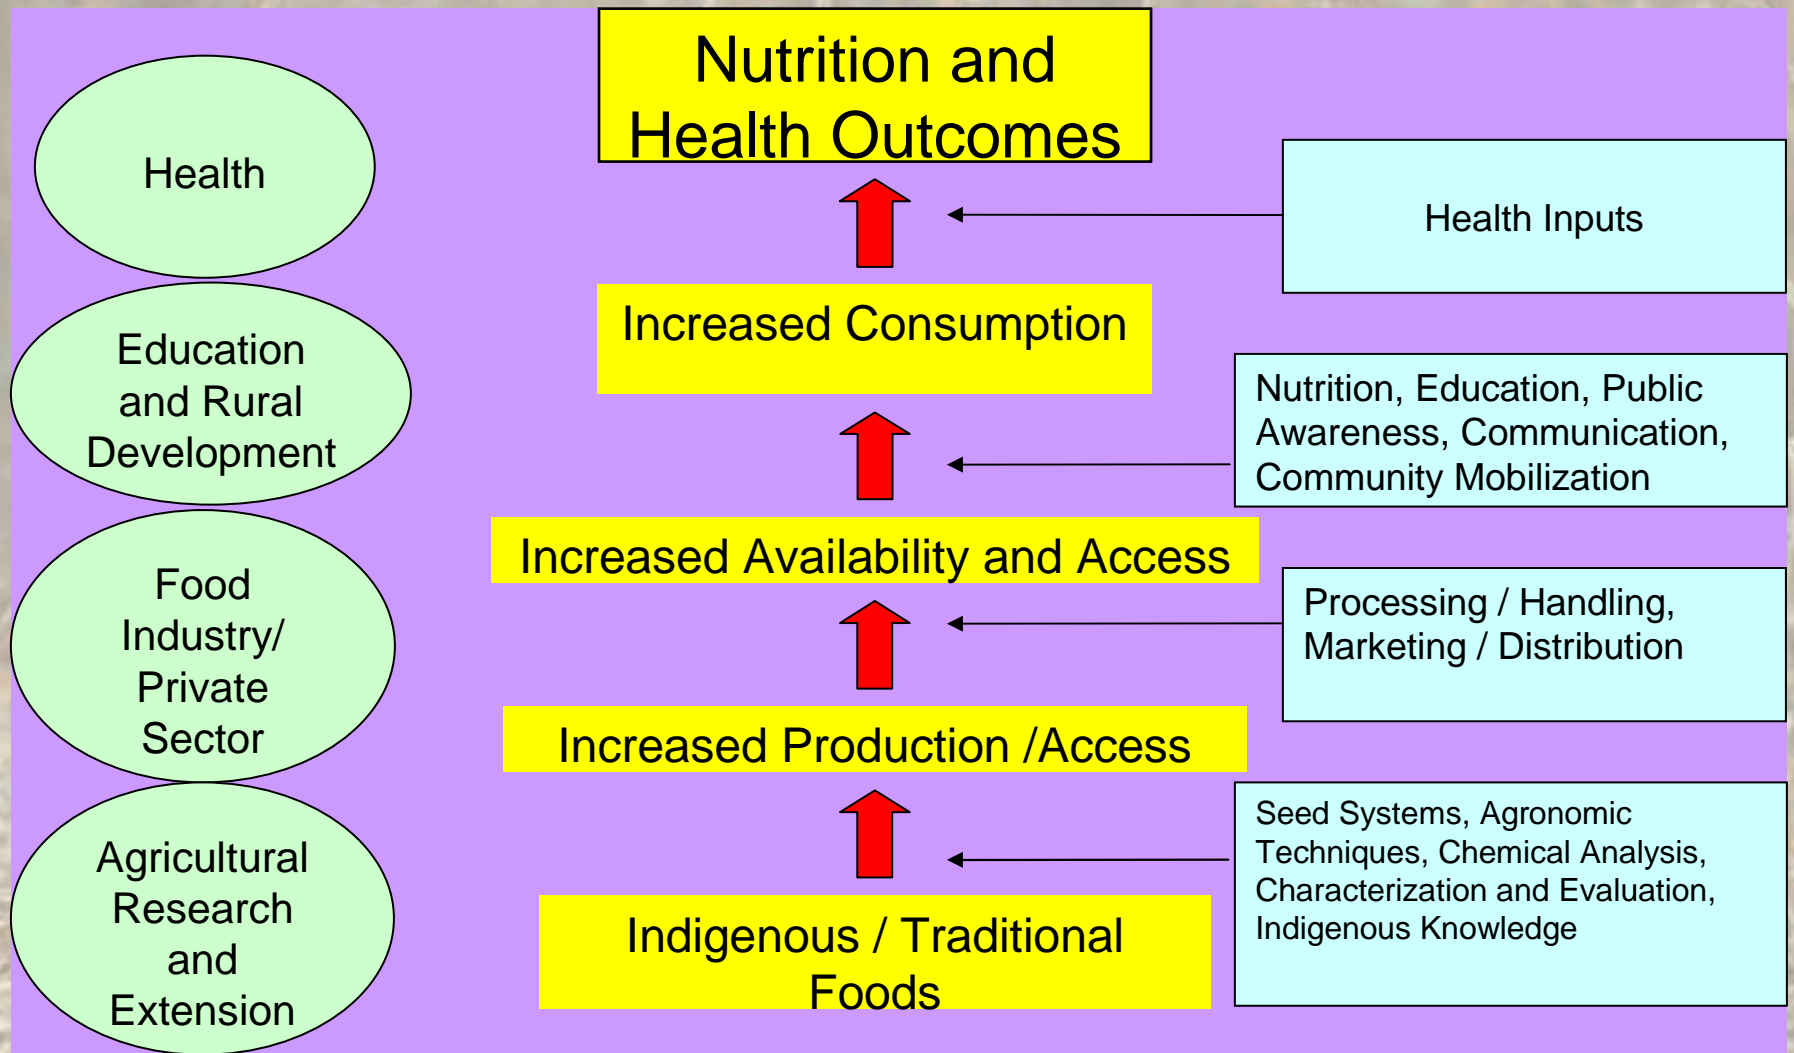 Nutrition and
Health Outcomes
Health
Health Inputs
Increased Consumption
Education
and Rural
Development
Nutrition, Education, Public
Awareness, Communication,
Community Mobilization
Increased Availability and Access
Food
Industry/
Private
Sector
Processing / Handling,
Marketing / Distribution
Increased Production /Access
Agricultural
Research
and
Extension
Seed Systems, Agronomic
Techniques, Chemical Analysis,
Characterization and Evaluation,
Indigenous Knowledge
Indigenous / Traditional
Foods